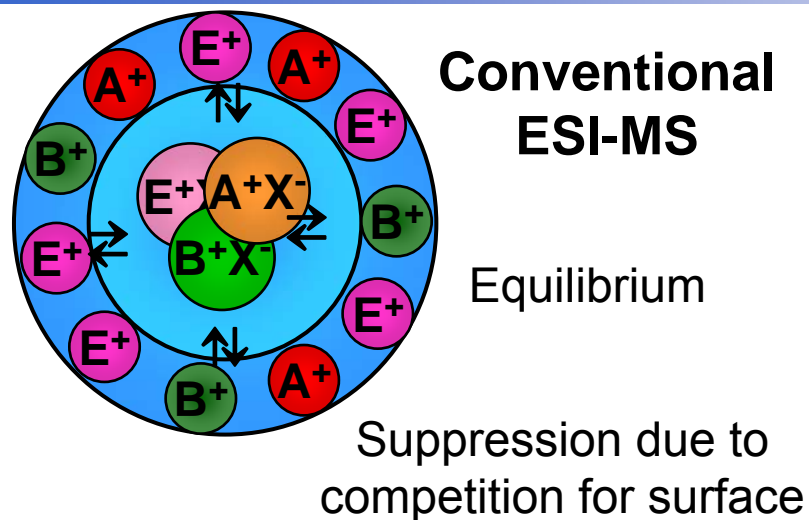 E⁺
A⁺
A⁺
Conventional
ESI-MS
E⁺
B⁺
E⁺
A⁺X⁻
B⁺
E⁺
B⁺X⁻
Equilibrium
E⁺
E⁺
B⁺
A⁺
Suppression due to
competition for surface